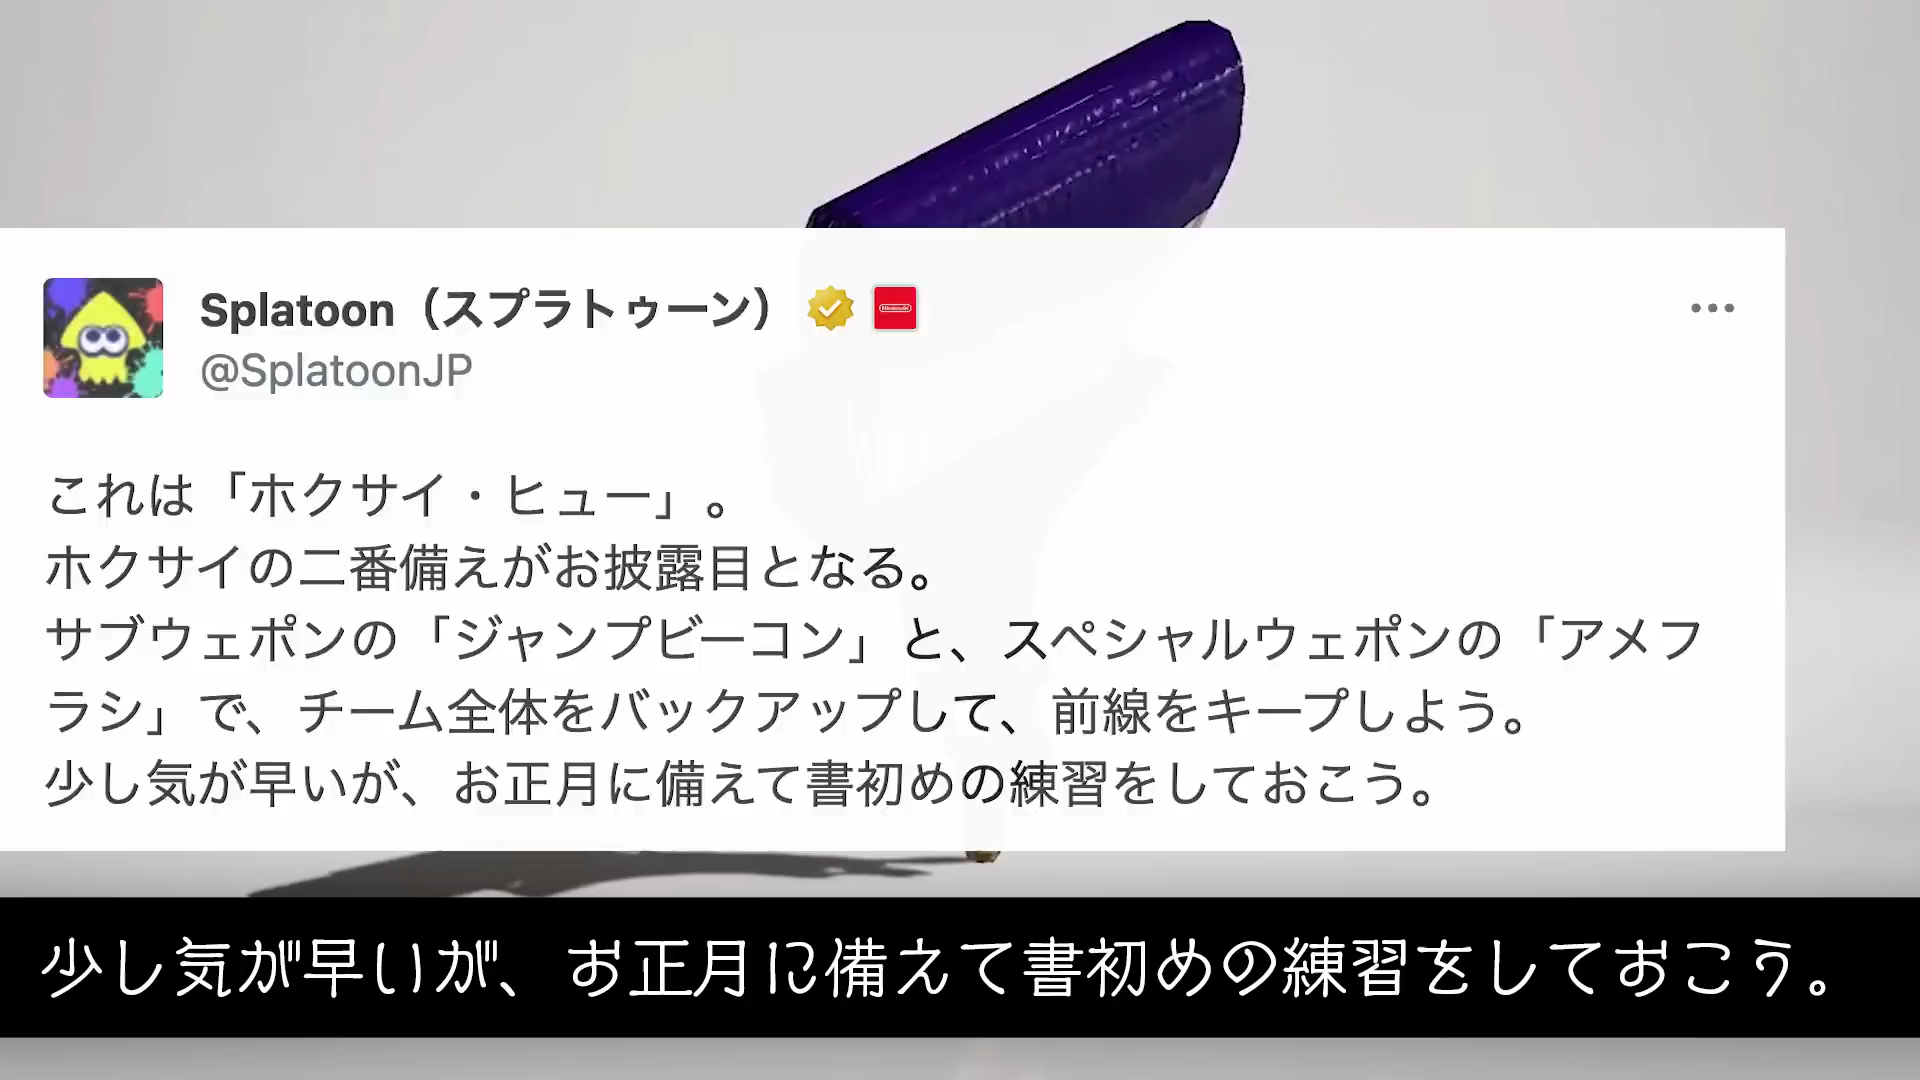 Splatoon（スプラトゥーン）
Nintendo
@SplatoonJP
これは「ホクサイ・ヒュー」。
ホクサイの二番備えがお披露目となる。
サブウェポンの「ジャンプビーコン」と、スペシャルウェポンの「アメフ
ラシ」で、チーム全体をバックアップして、前線をキープしよう。
少し気が早いが、お正月に備えて書初めの練習をしておこう。
少し気が早いが、お正月に備えて書初めの練習をしておこう。